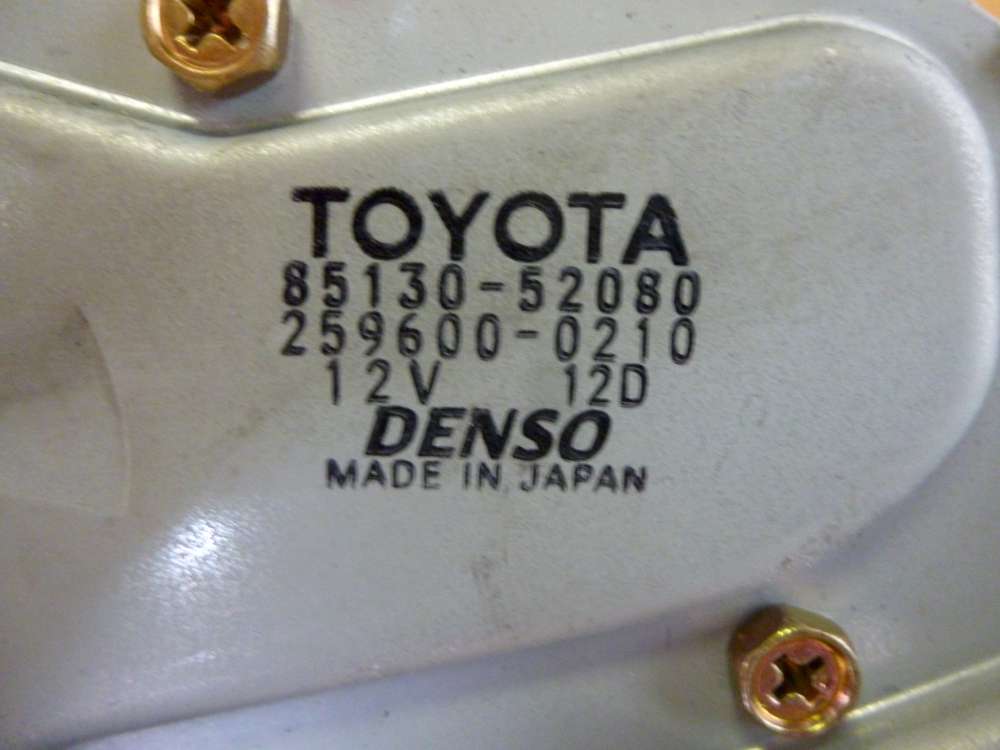 TOYOTA
85130-52080
259600-0210
12V 12D
DENSO
MADE IN JAPAN